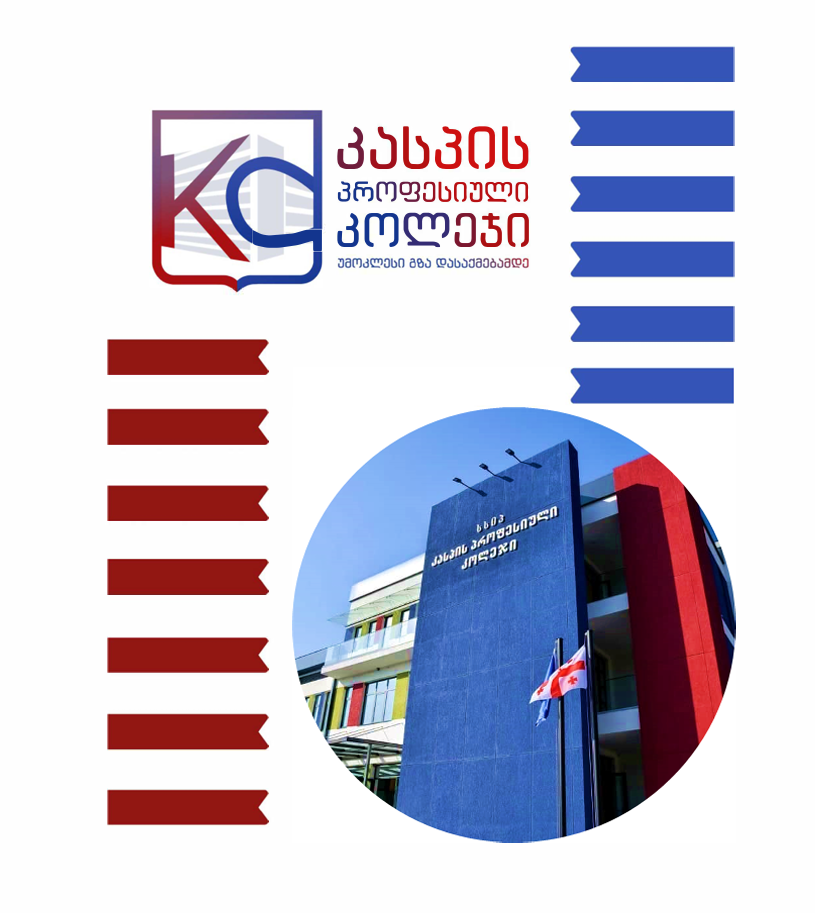 KC
კასპის
პროფესიული
კოლეჯი
უმოკლესი გზა დასაქმებამდე
სსიპ
კასპის პროფესიული
კოლეჯი